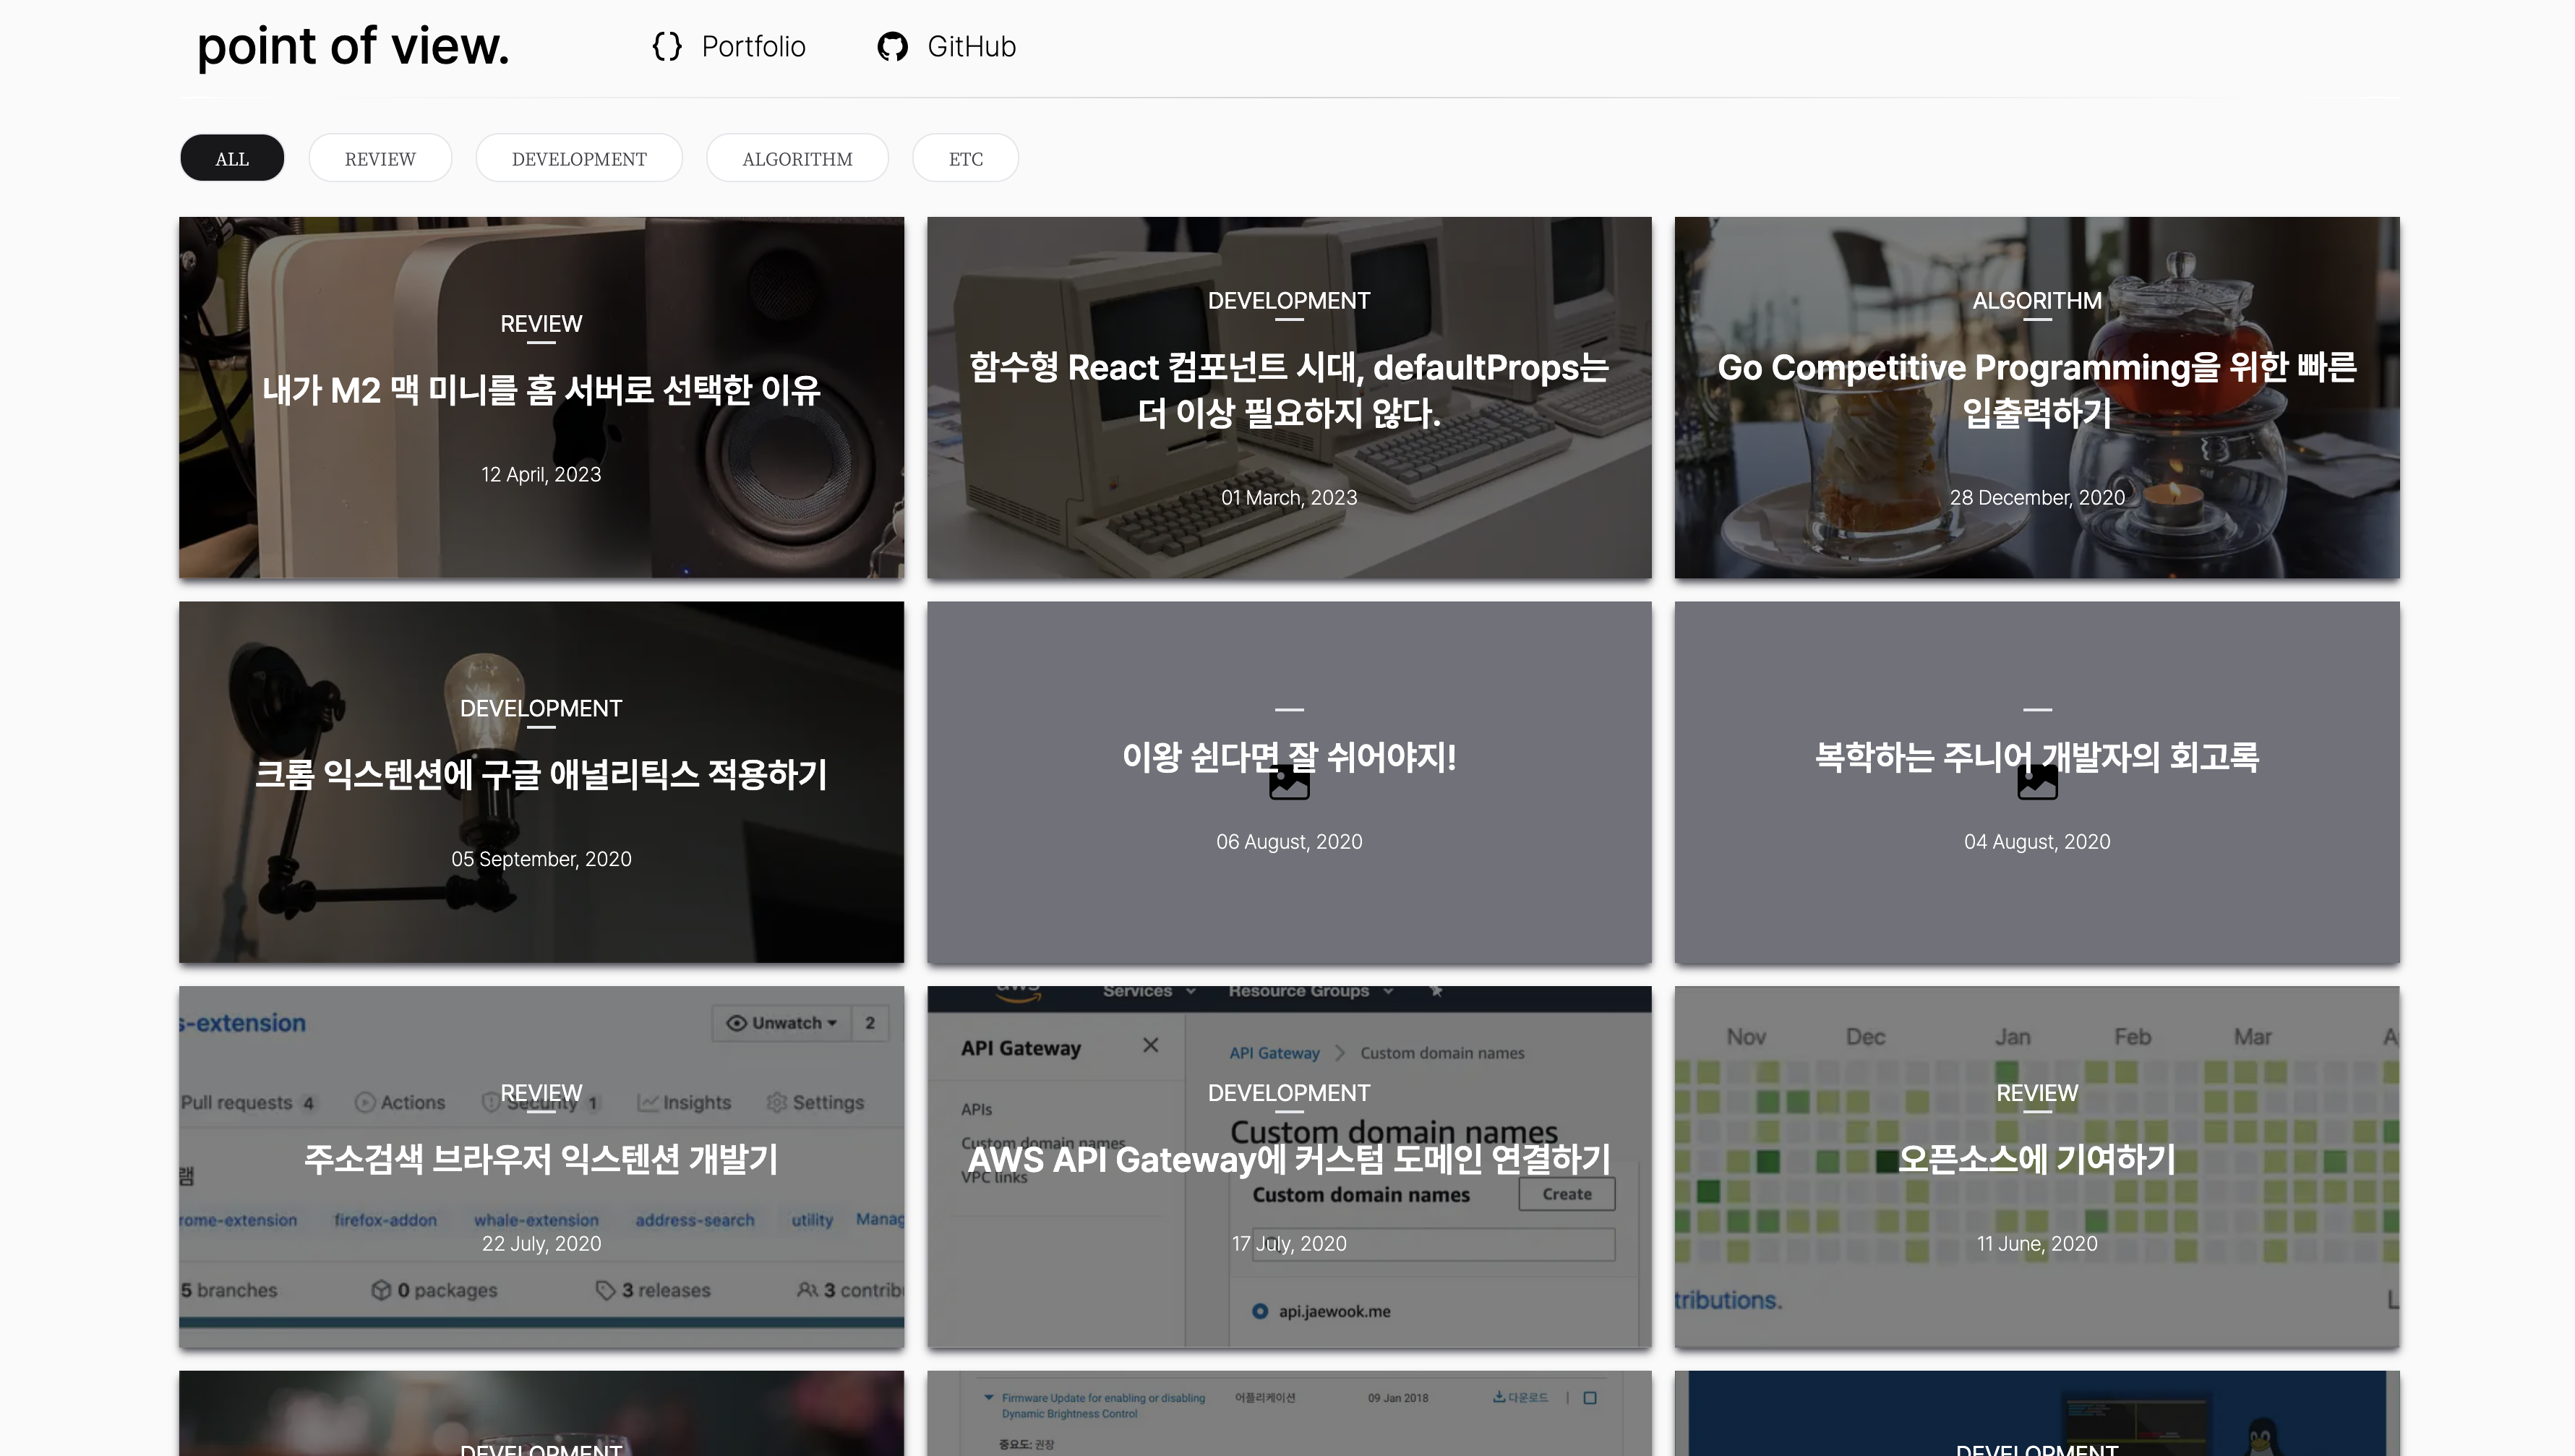 point of view.
Portfolio
GitHub
ALL
REVIEW
DEVELOPMENT
ALGORITHM
ETC
REVIEW
내가 M2 맥 미니를 홈 서버로 선택한 이유
12 April, 2023
DEVELOPMENT
함수형 React 컴포넌트 시대, defaultProps는
더 이상 필요하지 않다.
01 March, 2023
ALGORITHM
Go Competitive Programming을 위한 빠른
입출력하기
28 December, 2020
DEVELOPMENT
크롬 익스텐션에 구글 애널리틱스 적용하기
05 September, 2020
이왕 쉰다면 잘 쉬어야지!
06 August, 2020
복학하는 주니어 개발자의 회고록
04 August, 2020
s-extension
Unwatch 2
Pull requests 4 Actions Security 1 Insights Settings
REVIEW
주소검색 브라우저 익스텐션 개발기
램
rome-extension firefox-addon whale-extension address-search utility Manag
22 July, 2020
5 branches 0 packages 3 releases 3 contrib
aws Services Resource Groups
API Gateway
API Gateway > Custom domain names
APIs
Custom domain names
VPC links
DEVELOPMENT
Custom domain names
AWS API Gateway에 커스텀 도메인 연결하기
Custom domain names Create
17 July, 2020
api.jaewook.me
Nov Dec Jan Feb Mar A
REVIEW
오픈소스에 기여하기
11 June, 2020
tributions. L
DEVELOPMENT
Firmware Update for enabling or disabling
Dynamic Brightness Control
어플리케이션
09 Jan 2018
다운로드
중요도: 권장
DEVELOPMENT